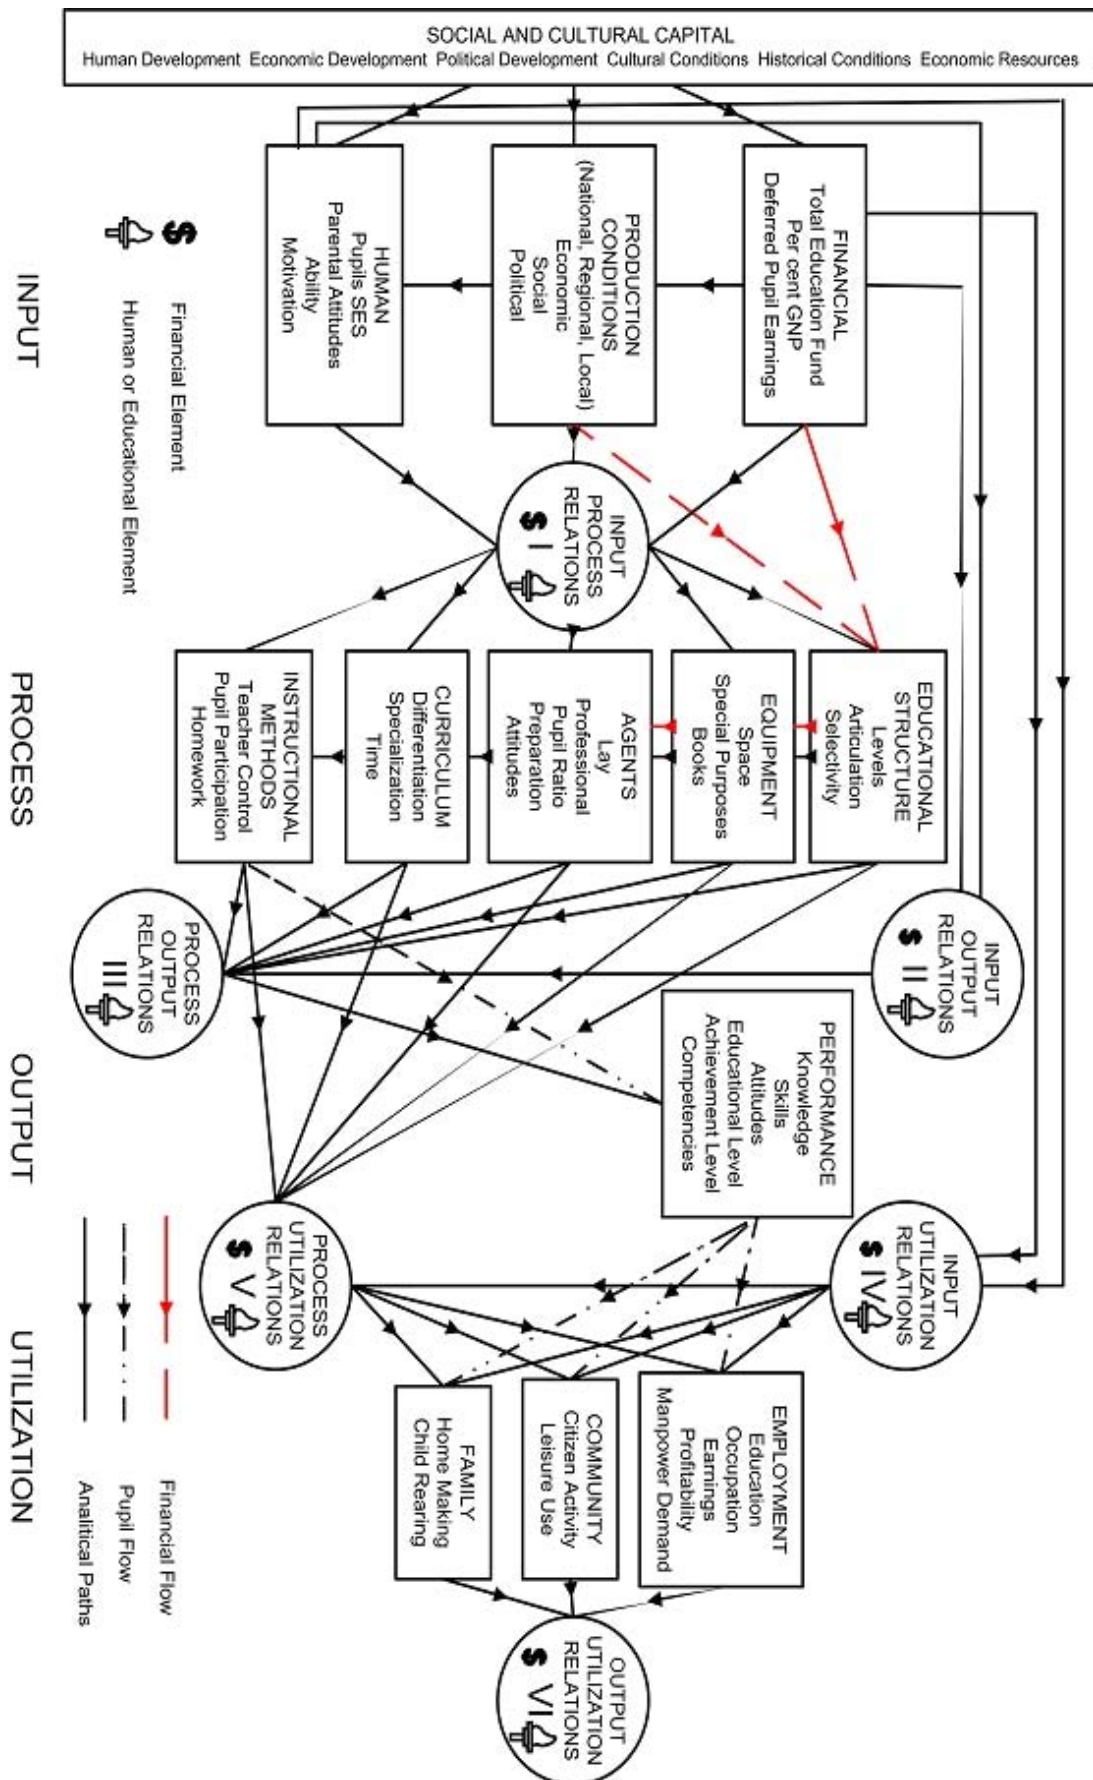 SOCIAL AND CULTURAL CAPITAL
Human Development Economic Development Political Development Cultural Conditions Historical Conditions Economic Resources
FINANCIAL
Total Education Fund
Per cent GNP
Deferred Pupil Earnings
PRODUCTION
CONDITIONS
(National, Regional, Local)
Economic
Social
Political
HUMAN
Pupils SES
Parental Attitudes
Ability
Motivation
$ Financial Element
Human or Educational Element
INPUT
INPUT
PROCESS
RELATIONS
$ I
EDUCATIONAL
STRUCTURE
Levels
Articulation
Selectivity
EQUIPMENT
Space
Special Purposes
Books
AGENTS
Lay
Professional
Pupil Ratio
Preparation
Attitudes
CURRICULUM
Differentiation
Specialization
Time
INSTRUCTIONAL
METHODS
Teacher Control
Pupil Participation
Homework
PROCESS
INPUT
OUTPUT
RELATIONS
$ II
PROCESS
OUTPUT
RELATIONS
III
PERFORMANCE
Knowledge
Skills
Attitudes
Educational Level
Achievement Level
Competencies
OUTPUT
INPUT
UTILIZATION
RELATIONS
$ IV
PROCESS
UTILIZATION
RELATIONS
$ V
EMPLOYMENT
Education
Occupation
Earnings
Profitability
Manpower Demand
COMMUNITY
Citizen Activity
Leisure Use
FAMILY
Home Making
Child Rearing
UTILIZATION
OUTPUT
UTILIZATION
RELATIONS
$ VI
Financial Flow
Pupil Flow
Analitical Paths